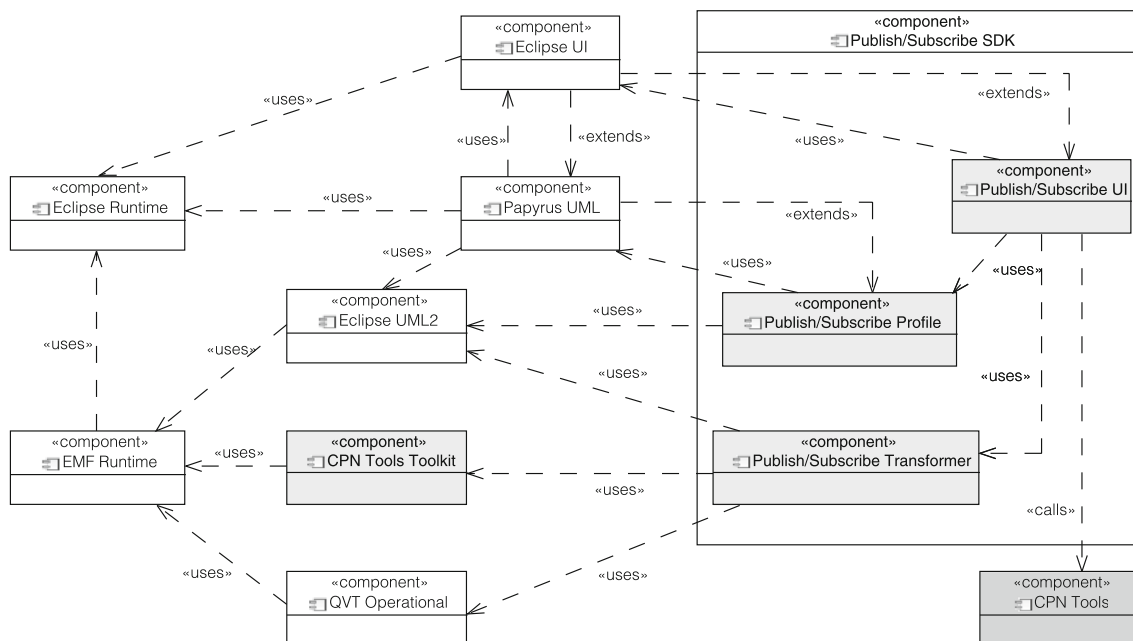 «component»
Eclipse UI
«component»
Publish/Subscribe SDK
«uses»
«extends»
«uses»
«uses»
«extends»
«component»
Eclipse Runtime
«component»
Papyrus UML
«component»
Publish/Subscribe UI
«uses»
«extends»
«uses»
«uses»
«uses»
«component»
Eclipse UML2
«component»
Publish/Subscribe Profile
«uses»
«uses»
«uses»
«uses»
«uses»
«component»
EMF Runtime
«component»
CPN Tools Toolkit
«component»
Publish/Subscribe Transformer
«uses»
«uses»
«calls»
«uses»
«uses»
«component»
QVT Operational
«component»
CPN Tools